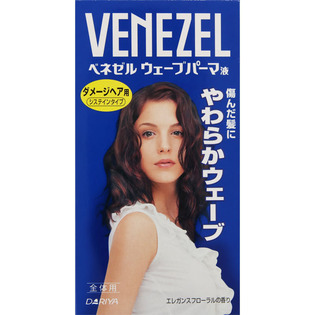 VENEZEL
ベネゼル ウェーブパーマ液
ダメージヘア用
(システインタイプ)
傷んだ髪に
やわらかウェーブ
全体用
DARIYA
エレガンスフローラルの香り